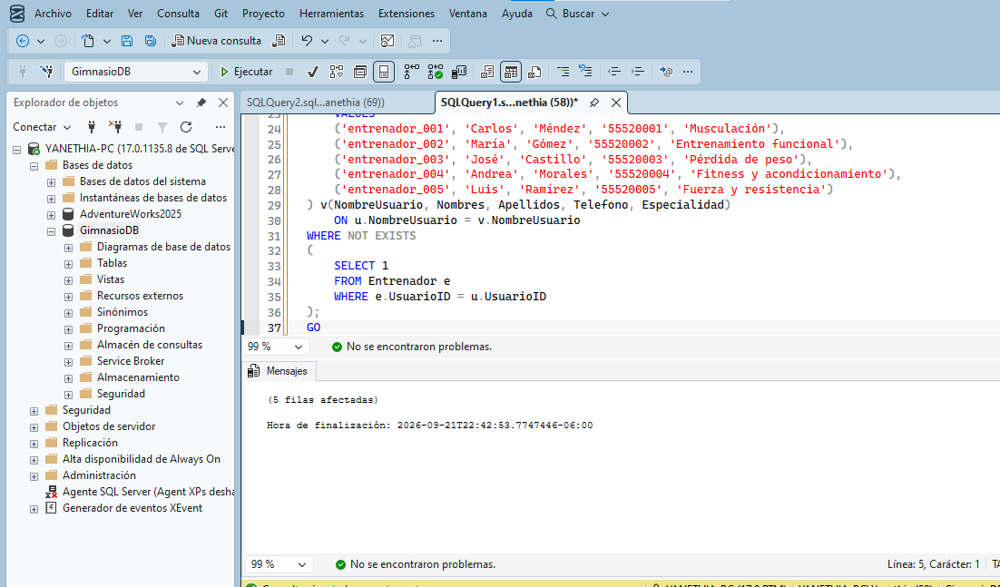 Archivo Editar Ver Consulta Git Proyecto Herramientas Extensiones Ventana Ayuda Buscar
Nueva consulta
GimnasioDB Ejecutar
Explorador de objetos
Conectar
YANETHIA-PC (17.0.1135.8 de SQL Serve
Bases de datos
Bases de datos del sistema
Instantáneas de bases de datos
AdventureWorks2025
GimnasioDB
Diagramas de base de datos
Tablas
Vistas
Recursos externos
Sinónimos
Programación
Almacén de consultas
Service Broker
Almacenamiento
Seguridad
Seguridad
Objetos de servidor
Replicación
Alta disponibilidad de Always On
Administración
Agente SQL Server (Agent XPs desha
Generador de eventos XEvent
SQLQuery2.sql...anethia (69)) SQLQuery1.s...nethia (58))*
23 VALUES
24 ('entrenador_001', 'Carlos', 'Méndez', '55520001', 'Musculación'),
25 ('entrenador_002', 'María', 'Gómez', '55520002', 'Entrenamiento funcional'),
26 ('entrenador_003', 'José', 'Castillo', '55520003', 'Pérdida de peso'),
27 ('entrenador_004', 'Andrea', 'Morales', '55520004', 'Fitness y acondicionamiento'),
28 ('entrenador_005', 'Luis', 'Ramírez', '55520005', 'Fuerza y resistencia')
29 ) v(NombreUsuario, Nombres, Apellidos, Telefono, Especialidad)
30 ON u.NombreUsuario = v.NombreUsuario
31 WHERE NOT EXISTS
32 (
33 SELECT 1
34 FROM Entrenador e
35 WHERE e.UsuarioID = u.UsuarioID
36 );
37 GO
99 % No se encontraron problemas.
Mensajes
(5 filas afectadas)
Hora de finalización: 2026-09-21T22:42:53.7747446-06:00
99 % No se encontraron problemas. Línea: 5, Carácter: 1